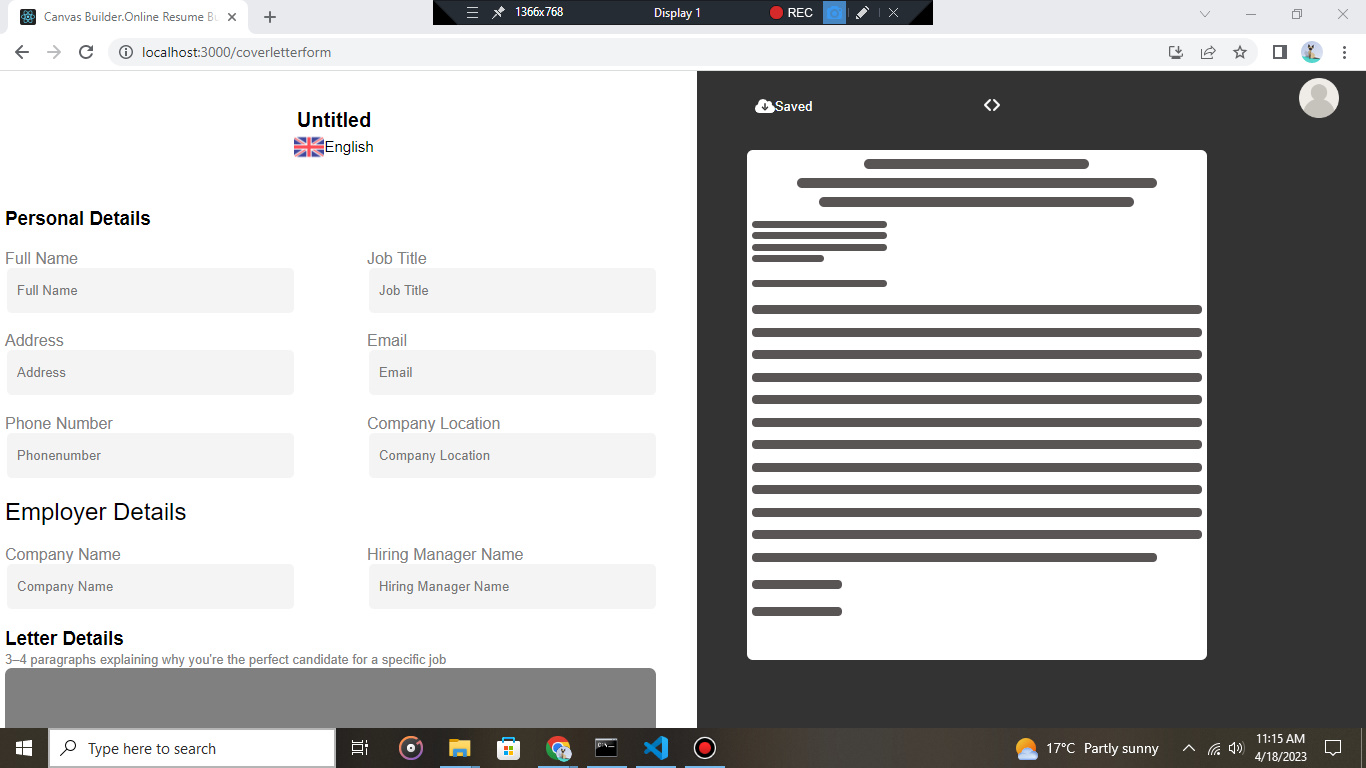 Canvas Builder.Online Resume Bu
1366x768
Display 1
REC
localhost:3000/coverletterform
Untitled
English
Saved
Personal Details
Full Name
Job Title
Full Name
Job Title
Address
Email
Address
Email
Phone Number
Company Location
Phonenumber
Company Location
Employer Details
Company Name
Hiring Manager Name
Company Name
Hiring Manager Name
Letter Details
3–4 paragraphs explaining why you're the perfect candidate for a specific job
Type here to search
17°C Partly sunny
11:15 AM
4/18/2023